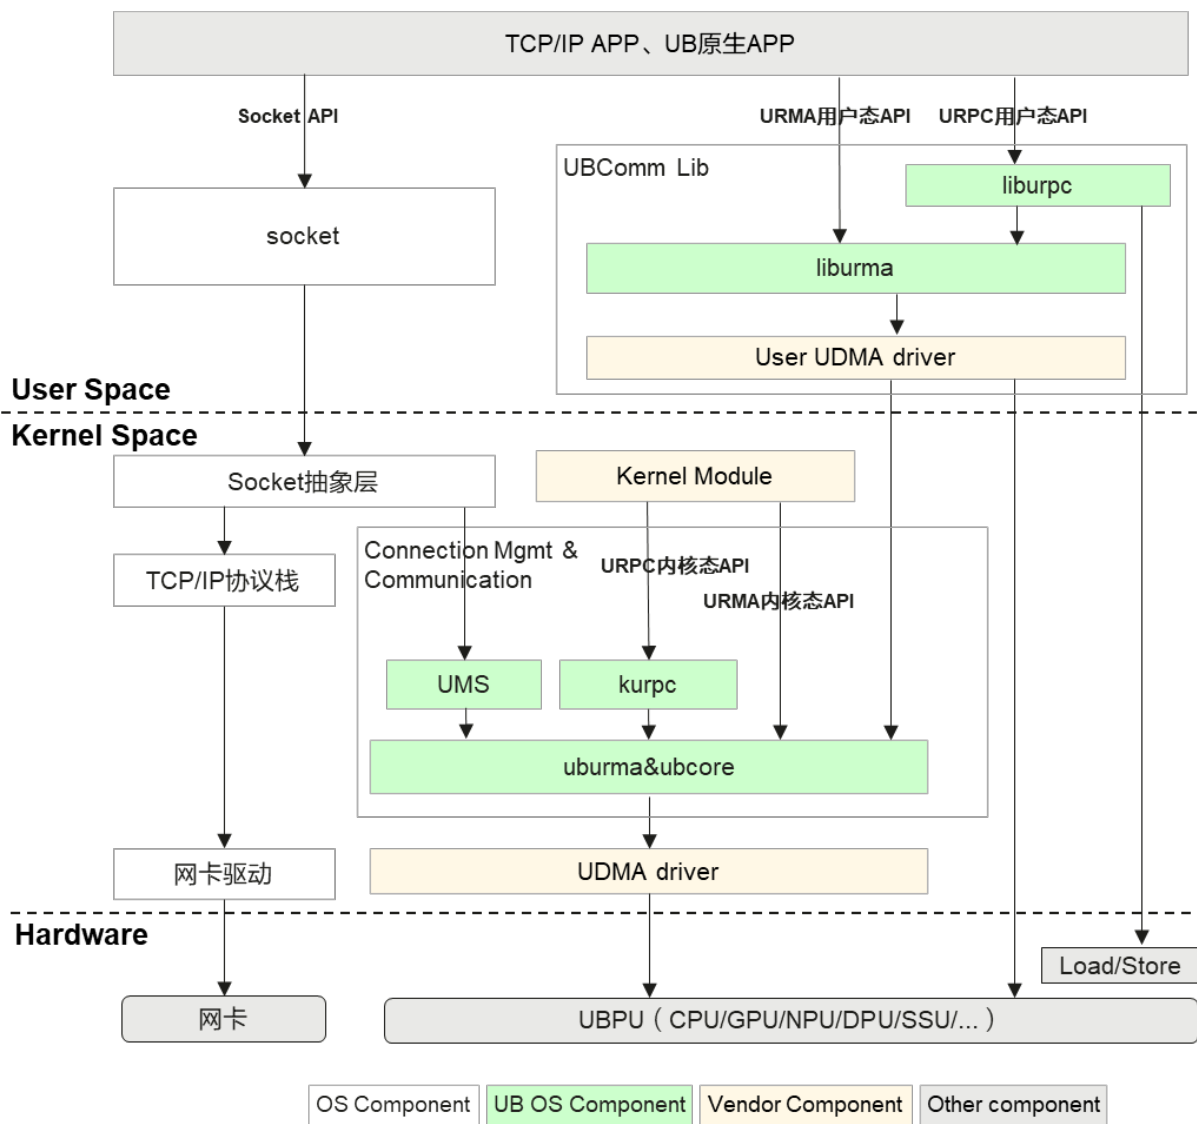 TCP/IP APP、UB原生APP
Socket API
URMA用户态API
URPC用户态API
UBComm Lib
liburpc
socket
liburma
User UDMA driver
User Space
Kernel Space
Socket抽象层
Kernel Module
Connection Mgmt &
Communication
URPC内核态API
TCP/IP协议栈
URMA内核态API
UMS
kurpc
uburma&ubcore
网卡驱动
UDMA driver
Hardware
Load/Store
网卡
UBPU（CPU/GPU/NPU/DPU/SSU/...）
OS Component
UB OS Component
Vendor Component
Other component